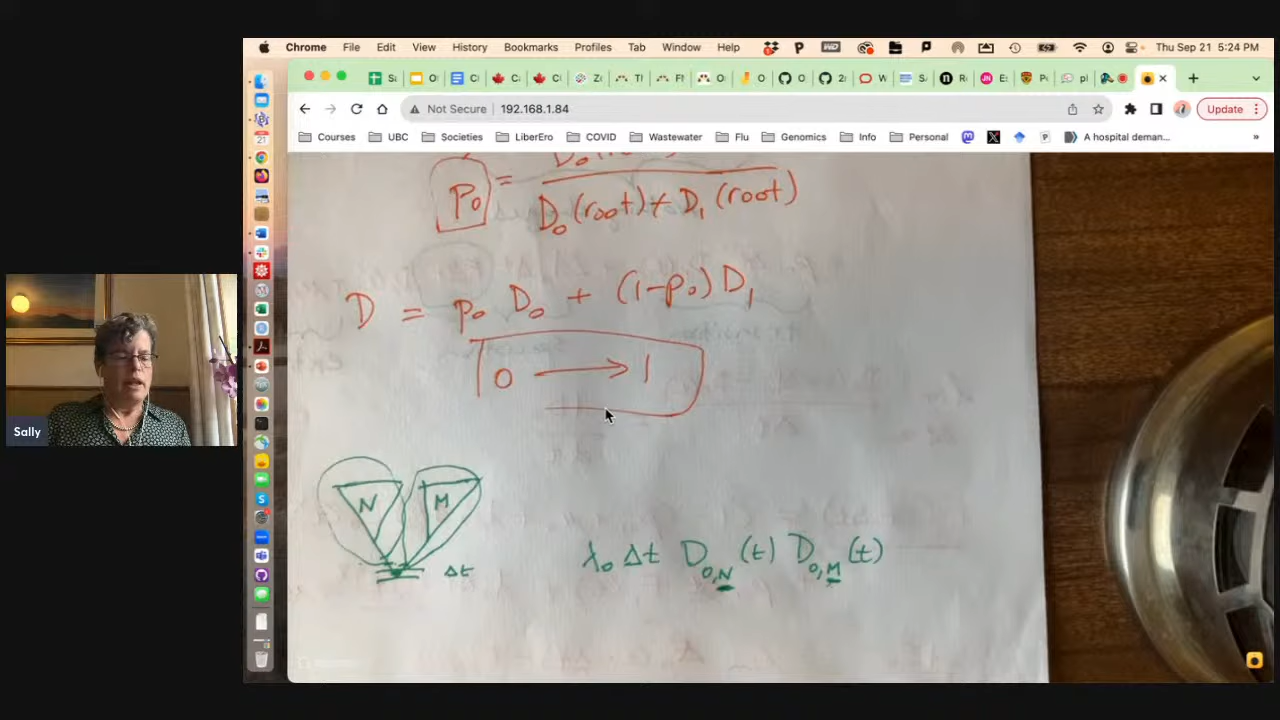 Chrome File Edit View History Bookmarks Profiles Tab Window Help Thu Sep 21 5:24 PM
Not Secure 192.168.1.84 Update
Courses UBC Societies LiberEro COVID Wastewater Flu Genomics Info Personal A hospital deman... »
p₀ =
D₀ (root) + D₁ (root)
D = p₀ D₀ + (1-p₀) D₁
0 → 1
Sally
N M
λ₀ Δt D₀,N (t) D₀,M (t)
Δt